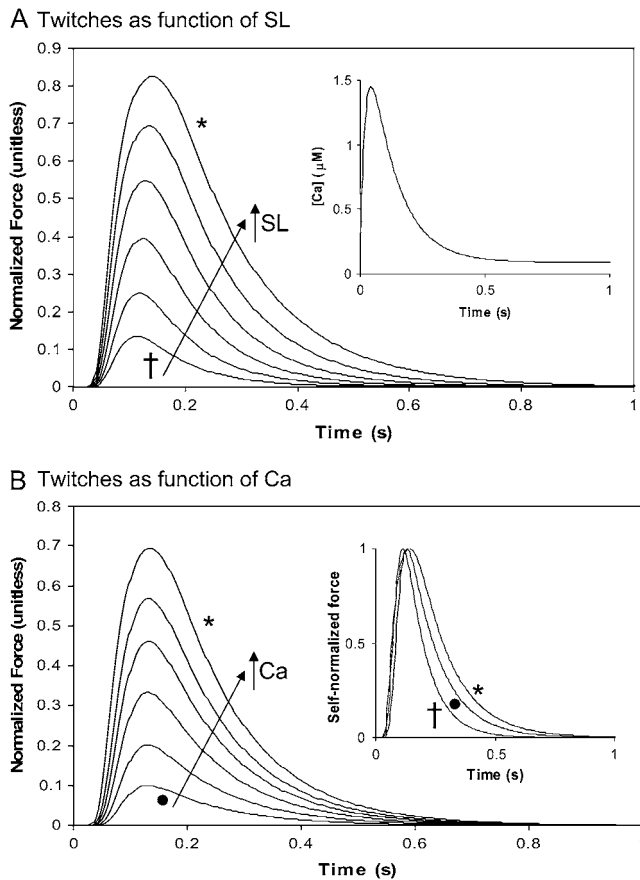 A Twitches as function of SL
0.9
0.8
0.7
0.6
0.5
0.4
0.3
0.2
0.1
0
Normalized Force (unitless)
0 0.2 0.4 0.6 0.8 1
Time (s)
*
↑SL
†
1.5
1
0.5
0
[Ca] (μM)
0 0.5 1
Time (s)
B Twitches as function of Ca
0.8
0.7
0.6
0.5
0.4
0.3
0.2
0.1
0
Normalized Force (unitless)
0 0.2 0.4 0.6 0.8
Time (s)
*
↑Ca
●
1
0.5
0
Self-normalized force
0 0.5 1
Time (s)
† ● *